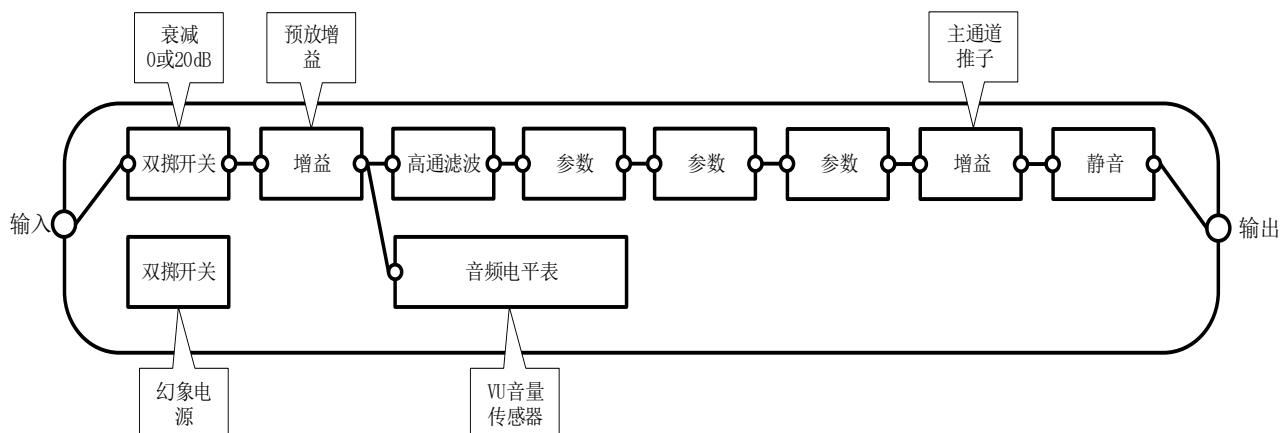 衰减
0或20dB
预放增
益
主通道
推子
双掷开关
增益
高通滤波
参数
参数
参数
增益
静音
输入
输出
双掷开关
音频电平表
幻象电
源
VU音量
传感器